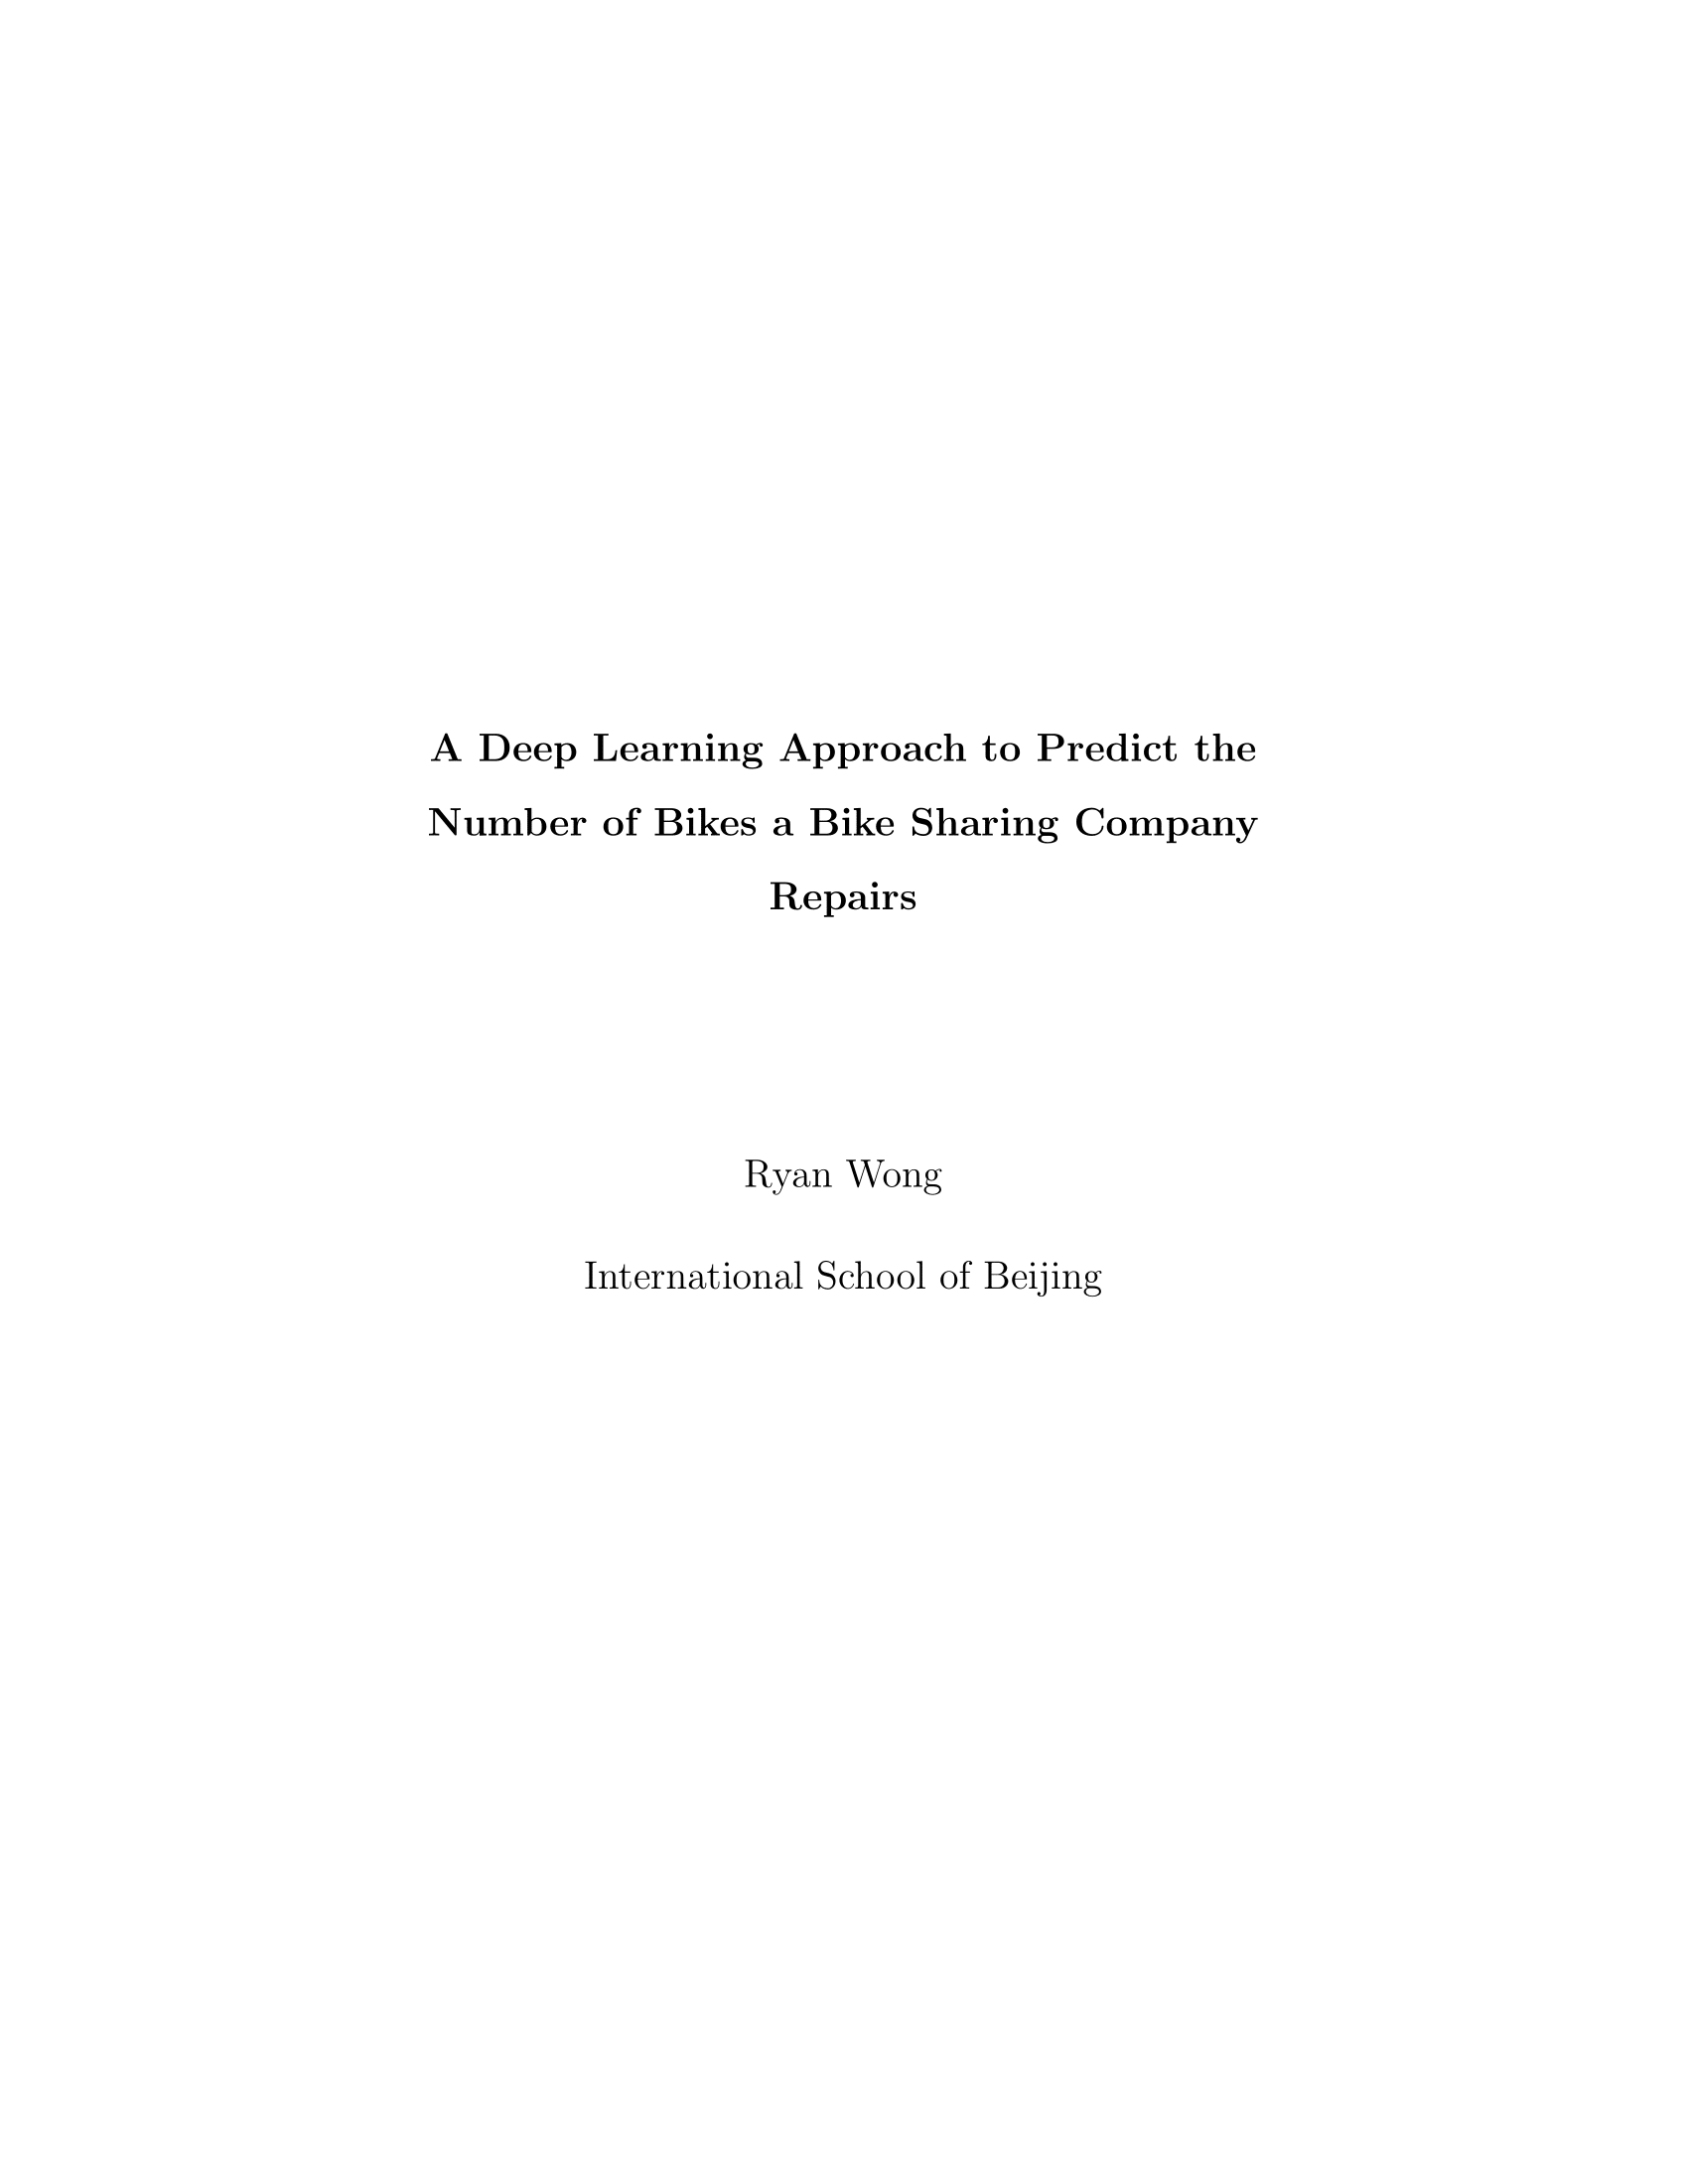 A Deep Learning Approach to Predict the
Number of Bikes a Bike Sharing Company
Repairs
Ryan Wong
International School of Beijing